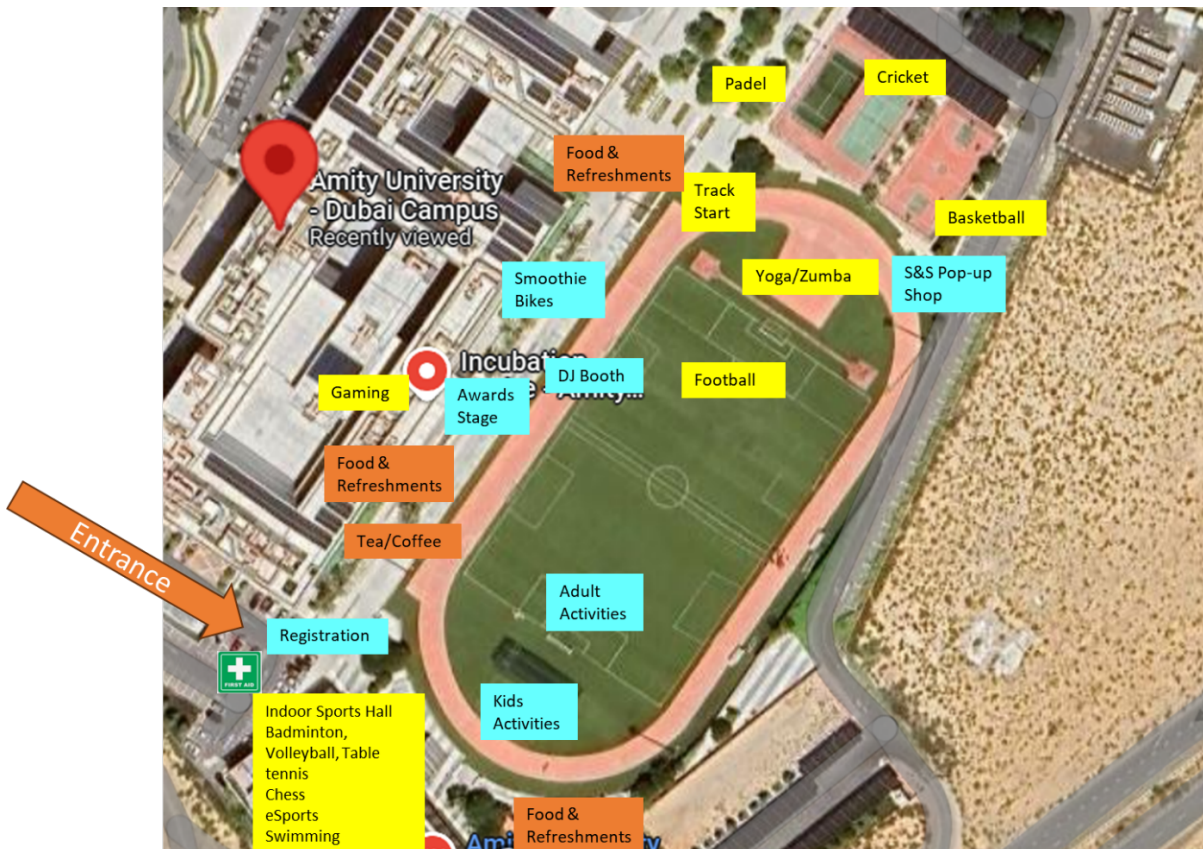 Padel
Cricket
Food &
Refreshments
Amity University
- Dubai Campus
Recently viewed
Track
Start
Basketball
Smoothie
Bikes
Yoga/Zumba
S&S Pop-up
Shop
Incubation
DJ Booth
Football
Gaming
Awards
Stage
Food &
Refreshments
Entrance
Tea/Coffee
Adult
Activities
Registration
FIRST AID
Kids
Activities
Indoor Sports Hall
Badminton,
Volleyball, Table
tennis
Chess
eSports
Swimming
Food &
Refreshments